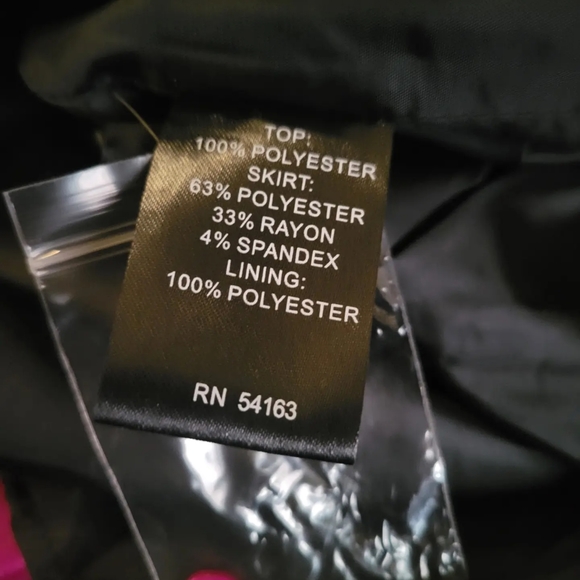 TOP:
100% POLYESTER
SKIRT:
63% POLYESTER
33% RAYON
4% SPANDEX
LINING:
100% POLYESTER
RN 54163